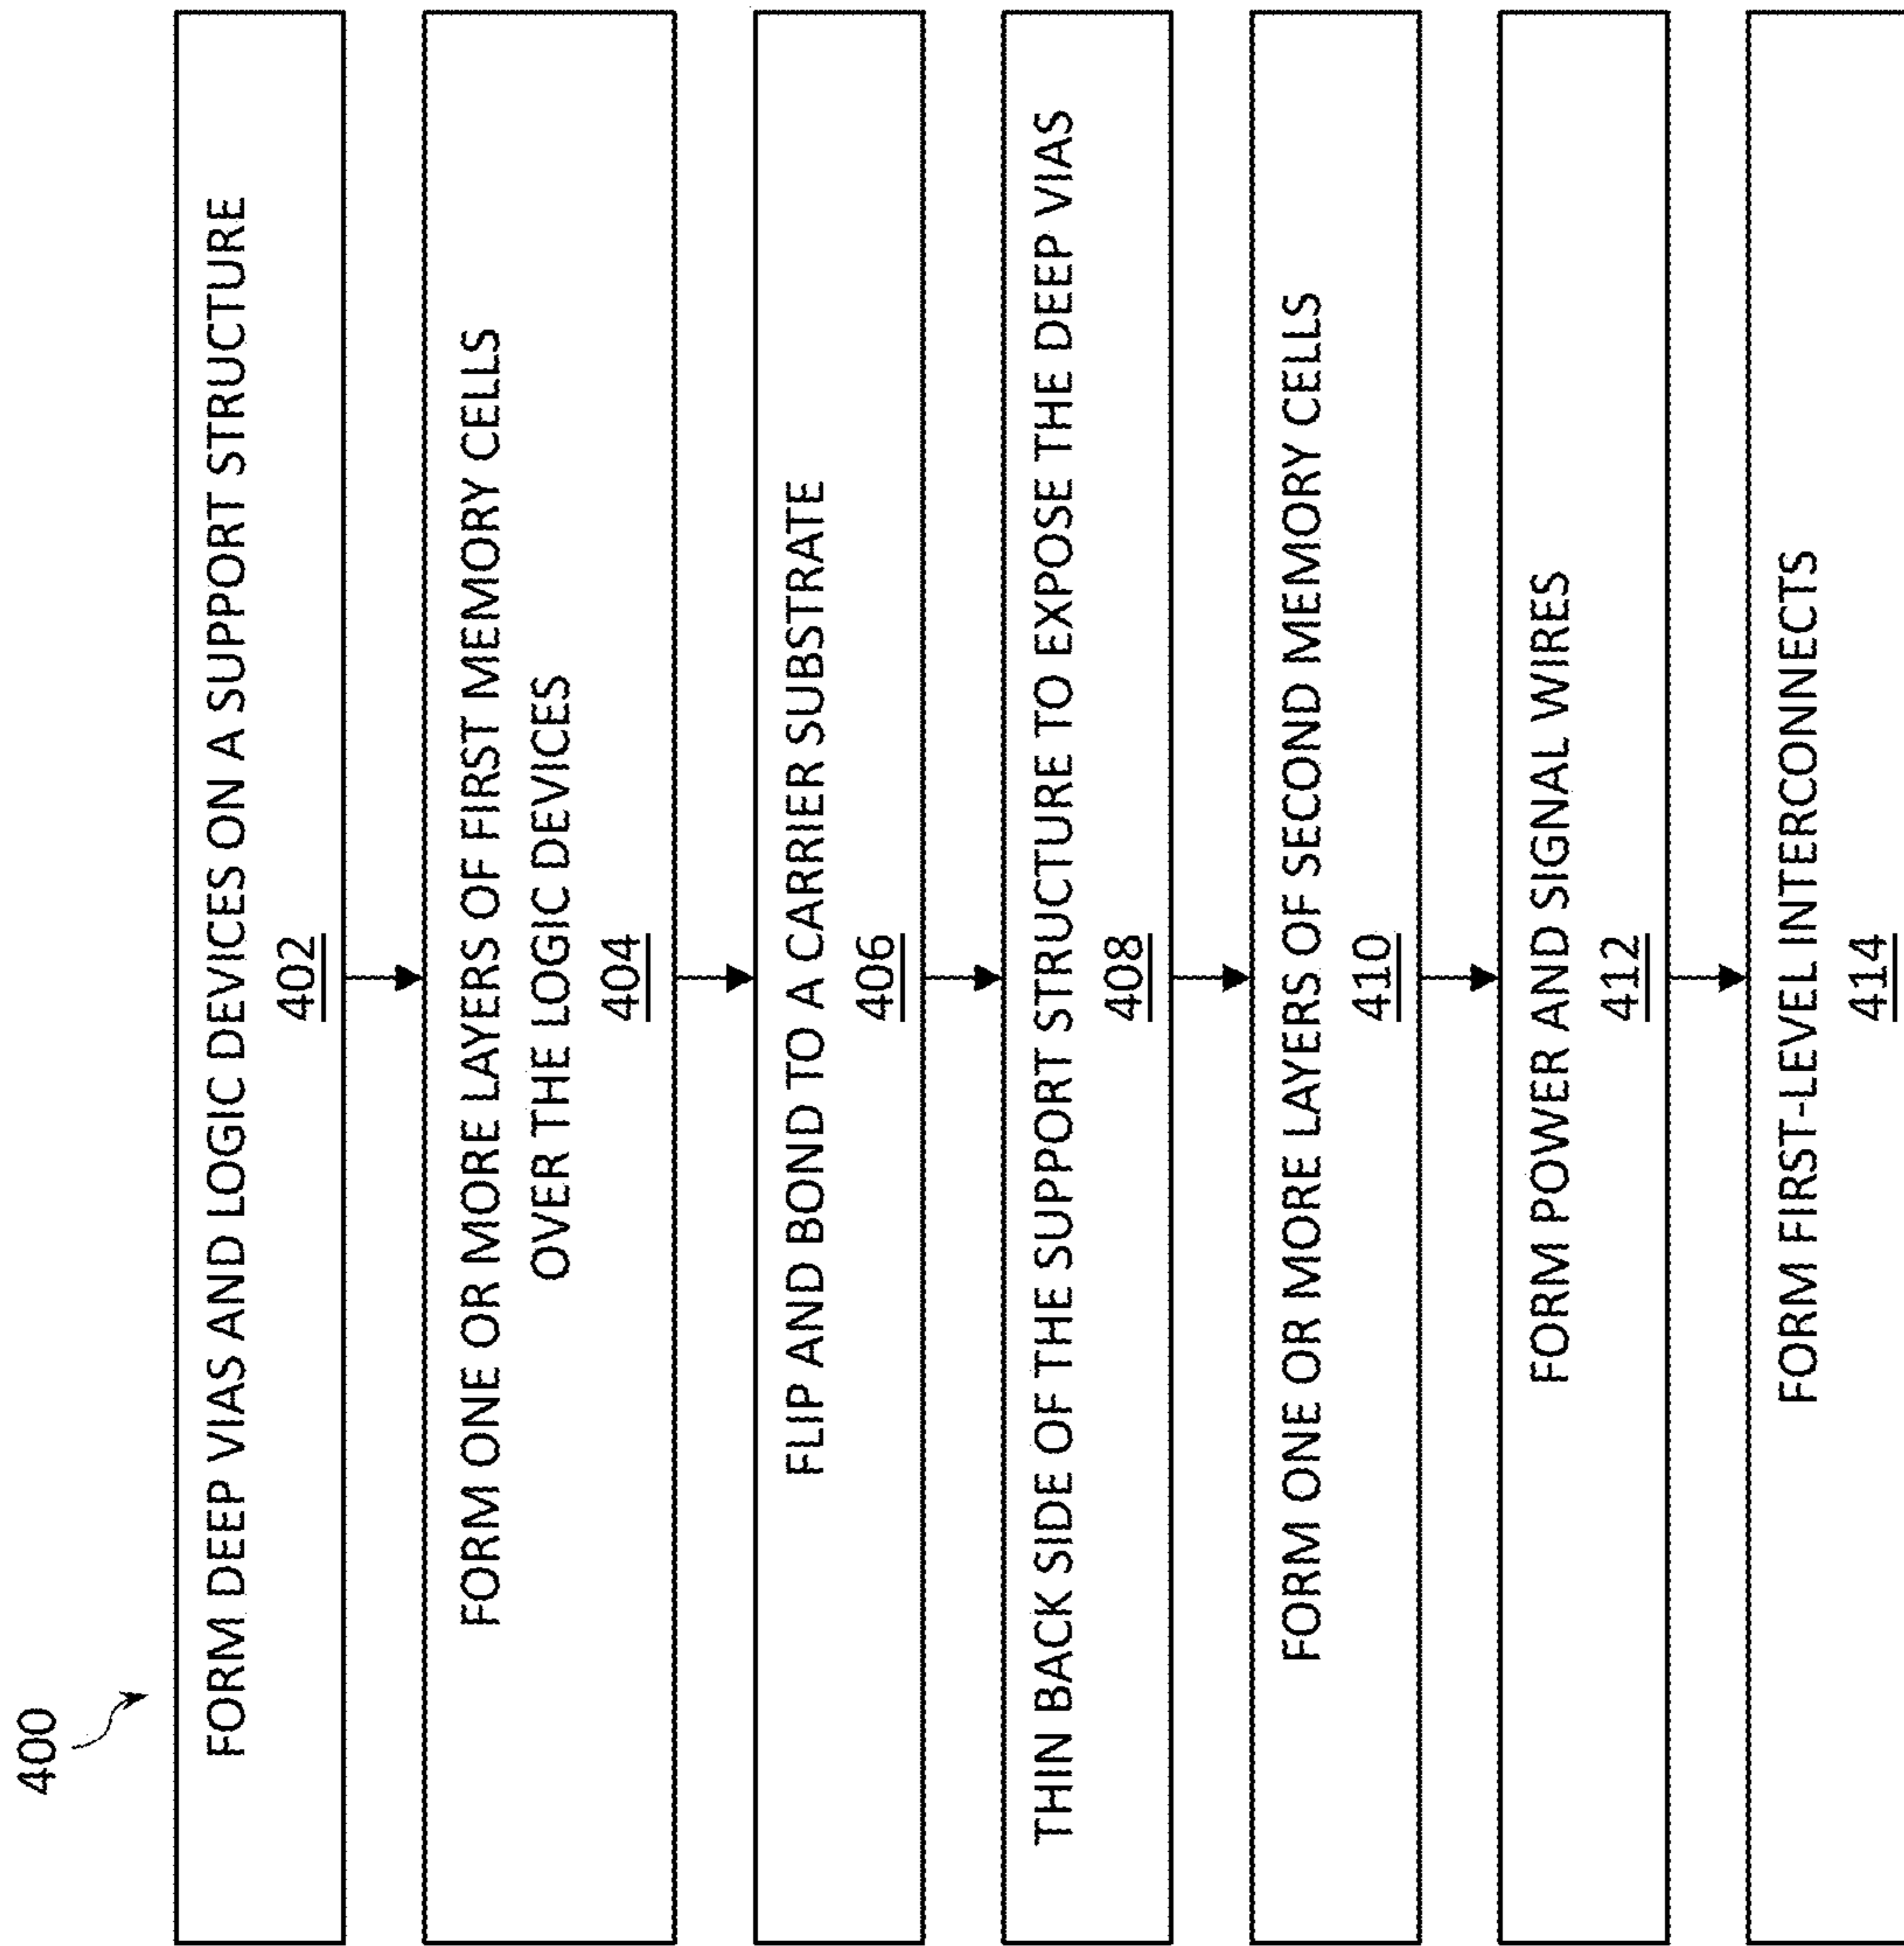 400
FORM DEEP VIAS AND LOGIC DEVICES ON A SUPPORT STRUCTURE
402
FORM ONE OR MORE LAYERS OF FIRST MEMORY CELLS
OVER THE LOGIC DEVICES
404
FLIP AND BOND TO A CARRIER SUBSTRATE
406
THIN BACK SIDE OF THE SUPPORT STRUCTURE TO EXPOSE THE DEEP VIAS
408
FORM ONE OR MORE LAYERS OF SECOND MEMORY CELLS
410
FORM POWER AND SIGNAL WIRES
412
FORM FIRST-LEVEL INTERCONNECTS
414